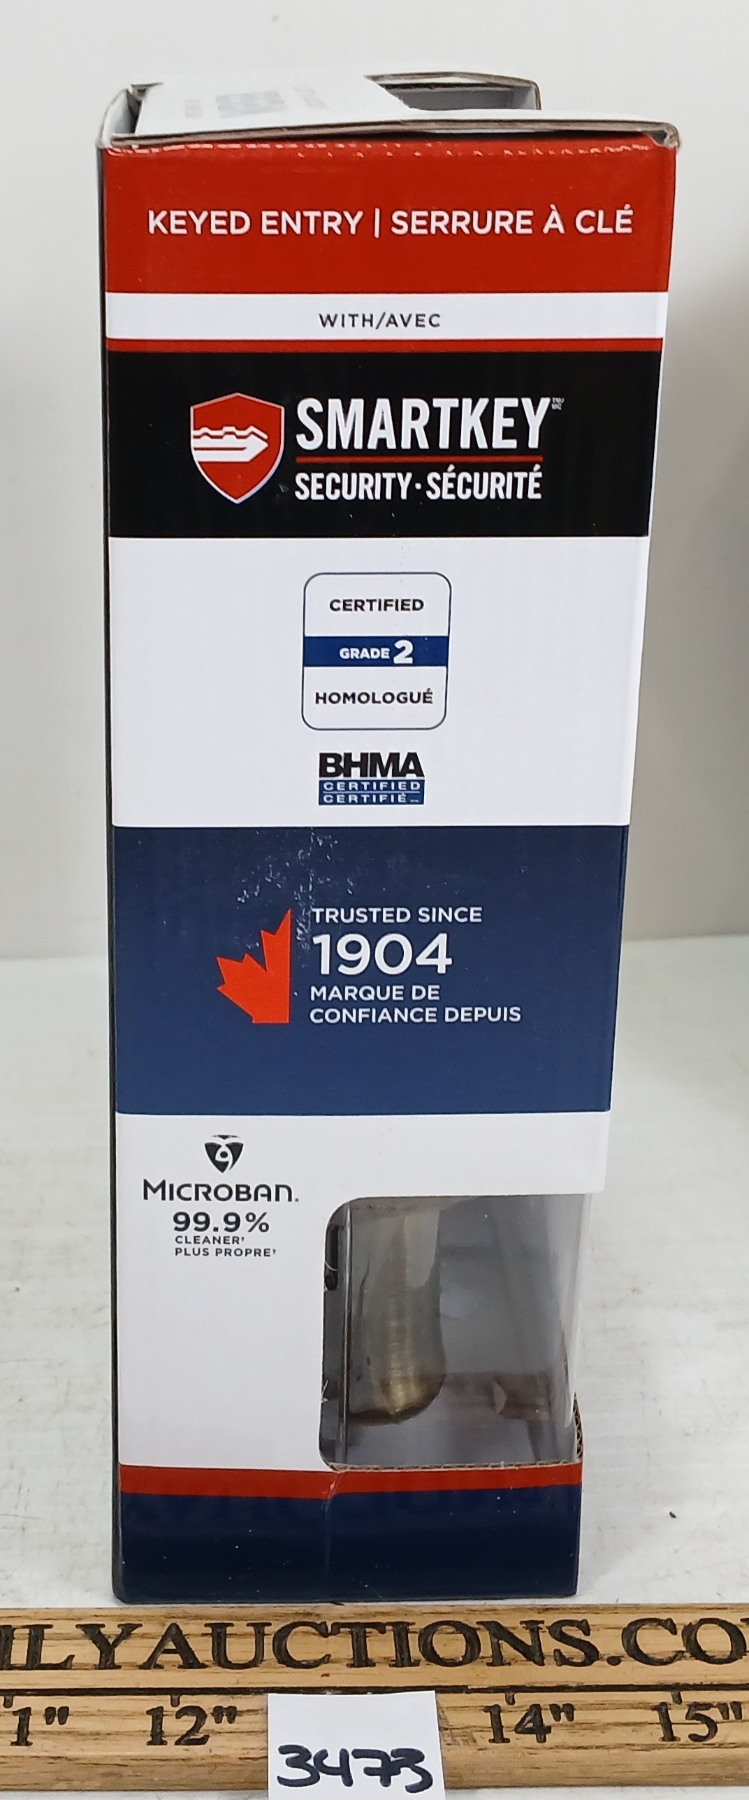 KEYED ENTRY | SERRURE À CLÉ
WITH/AVEC
SMARTKEY
SECURITY·SÉCURITÉ
CERTIFIED
GRADE 2
HOMOLOGUÉ
BHMA
CERTIFIED
CERTIFIÉ
TRUSTED SINCE
1904
MARQUE DE
CONFIANCE DEPUIS
MICROBAN.
99.9%
CLEANER†
PLUS PROPRE†
ILYAUCTIONS.CO
1" 12" 14" 15"
3473